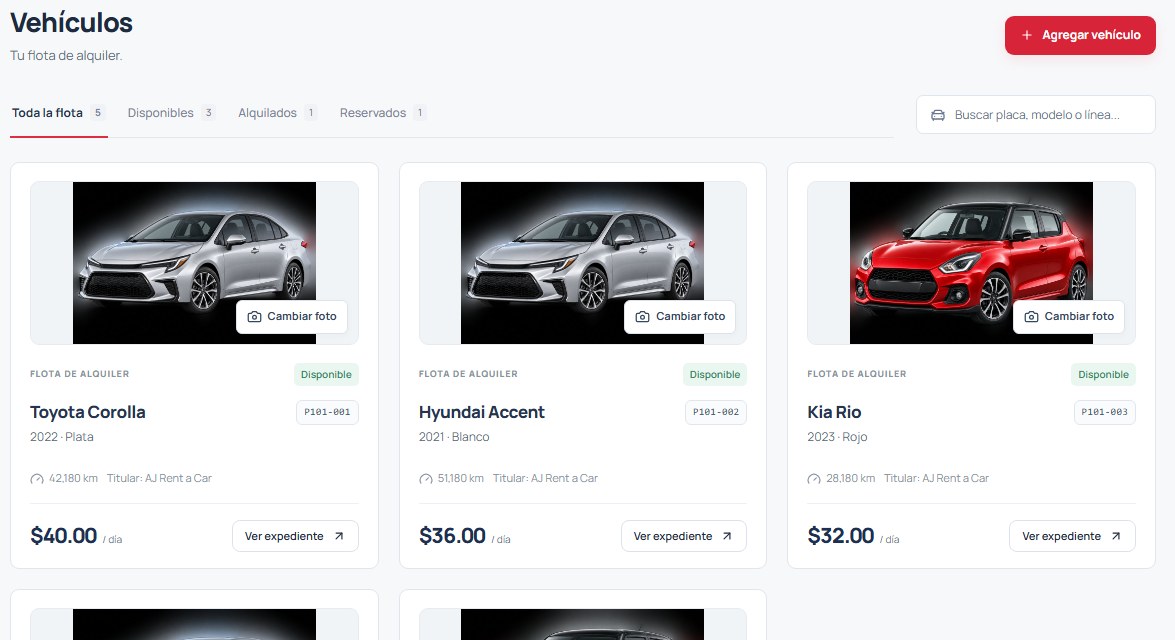 Vehículos
Tu flota de alquiler.
+ Agregar vehículo
Toda la flota 5 Disponibles 3 Alquilados 1 Reservados 1
Buscar placa, modelo o línea...
Cambiar foto
Cambiar foto
Cambiar foto
FLOTA DE ALQUILER Disponible
Toyota Corolla P101-001
2022 · Plata
42,180 km Titular: AJ Rent a Car
$40.00 / día Ver expediente
FLOTA DE ALQUILER Disponible
Hyundai Accent P101-002
2021 · Blanco
51,180 km Titular: AJ Rent a Car
$36.00 / día Ver expediente
FLOTA DE ALQUILER Disponible
Kia Rio P101-003
2023 · Rojo
28,180 km Titular: AJ Rent a Car
$32.00 / día Ver expediente